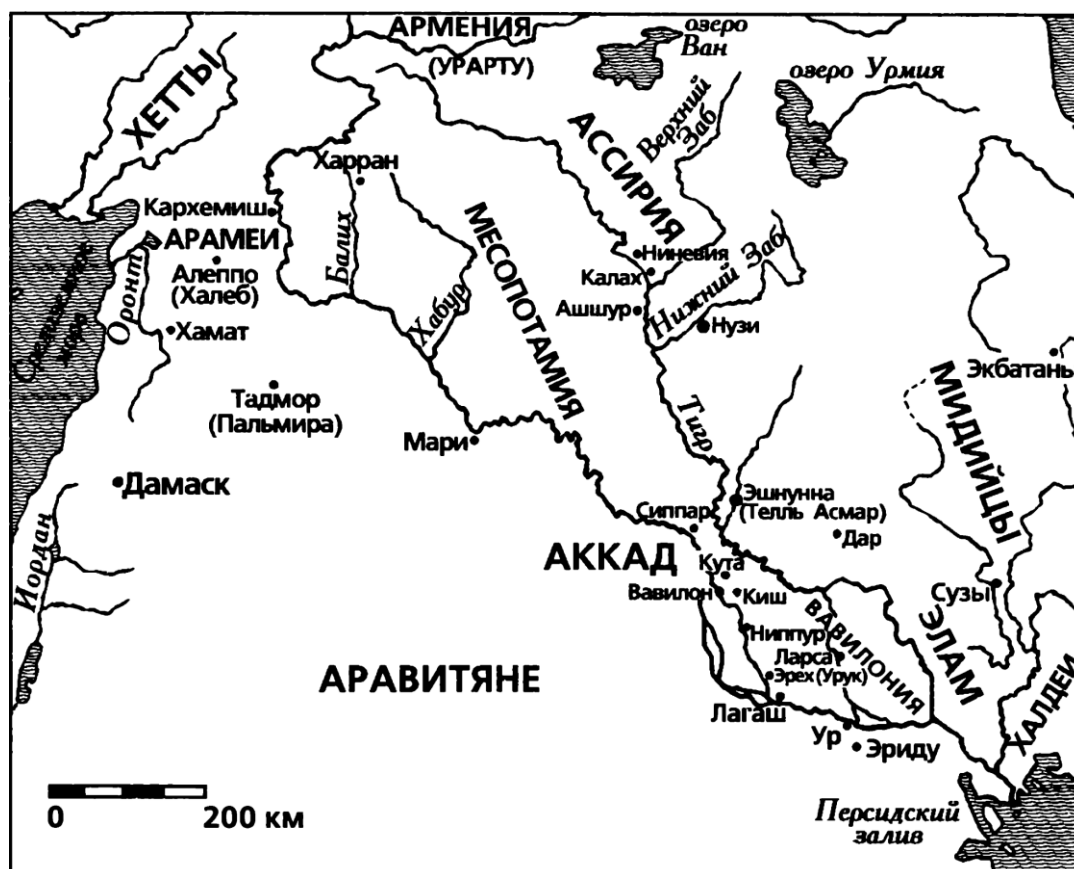 АРМЕНИЯ
(УРАРТУ)
озеро
Ван
озеро Урмия
ХЕТТЫ
Верхний
Заб
АССИРИЯ
Харран
Кархемиш
АРАМЕИ
Алеппо
(Халеб)
Оронт
Балих
Хабур
МЕСОПОТАМИЯ
Ниневия
Калах
Ашшур
Нижний Заб
Нузи
Средиземное
море
Хамат
Тадмор
(Пальмира)
Мари
Тигр
Экбатаны
МИДИЙЦЫ
Дамаск
Иордан
Сиппар
Эшнунна
(Телль Асмар)
Дар
АККАД
Кута
Вавилон
Киш
Сузы
Ниппур
ВАВИЛОНИЯ
ЭЛАМ
Ларса
Эрех (Урук)
АРАВИТЯНЕ
Лагаш
Ур
Эриду
ХАЛДЕИ
0 200 км
Персидский
залив